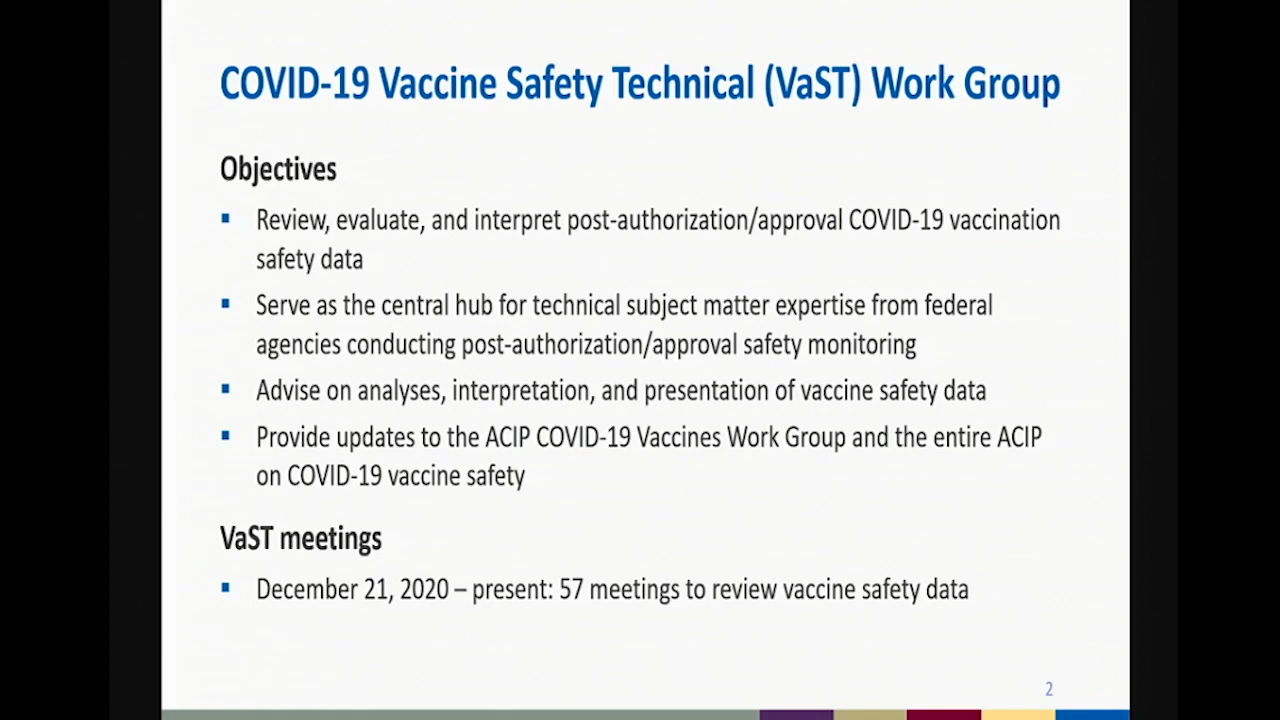 COVID-19 Vaccine Safety Technical (VaST) Work Group
Objectives
▪ Review, evaluate, and interpret post-authorization/approval COVID-19 vaccination
safety data
▪ Serve as the central hub for technical subject matter expertise from federal
agencies conducting post-authorization/approval safety monitoring
▪ Advise on analyses, interpretation, and presentation of vaccine safety data
▪ Provide updates to the ACIP COVID-19 Vaccines Work Group and the entire ACIP
on COVID-19 vaccine safety
VaST meetings
▪ December 21, 2020 – present: 57 meetings to review vaccine safety data
2